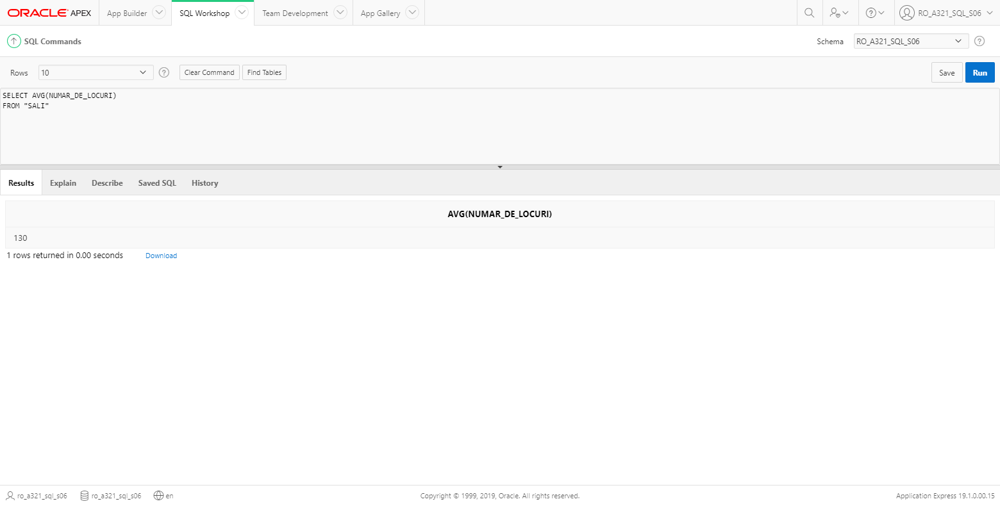 ORACLE APEX App Builder SQL Workshop Team Development App Gallery RO_A321_SQL_S06
SQL Commands Schema RO_A321_SQL_S06
Rows 10 Clear Command Find Tables Save Run
SELECT AVG(NUMAR_DE_LOCURI)
FROM "SALI"
Results Explain Describe Saved SQL History
AVG(NUMAR_DE_LOCURI)
130
1 rows returned in 0.00 seconds Download
ro_a321_sql_s06 ro_a321_sql_s06 en Copyright © 1999, 2019, Oracle. All rights reserved. Application Express 19.1.0.00.15